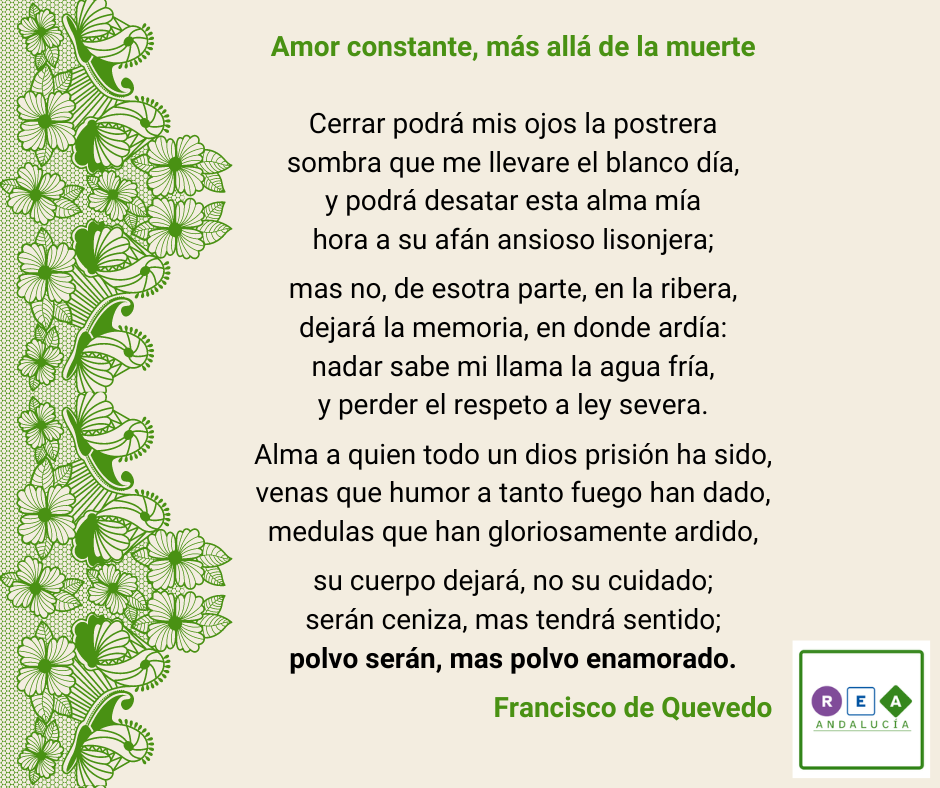 Amor constante, más allá de la muerte
Cerrar podrá mis ojos la postrera
sombra que me llevare el blanco día,
y podrá desatar esta alma mía
hora a su afán ansioso lisonjera;
mas no, de esotra parte, en la ribera,
dejará la memoria, en donde ardía:
nadar sabe mi llama la agua fría,
y perder el respeto a ley severa.
Alma a quien todo un dios prisión ha sido,
venas que humor a tanto fuego han dado,
medulas que han gloriosamente ardido,
su cuerpo dejará, no su cuidado;
serán ceniza, mas tendrá sentido;
polvo serán, mas polvo enamorado.
Francisco de Quevedo
R E A
ANDALUCÍA